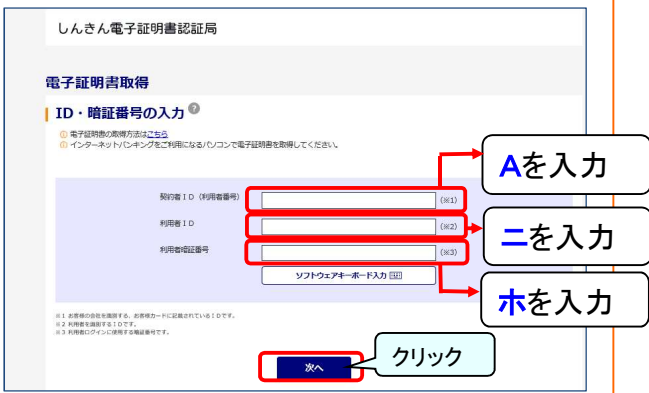 しんきん電子証明書認証局
電子証明書取得
ID・暗証番号の入力 ?
電子証明書の取得方法はこちら
インターネットバンキングをご利用になるパソコンで電子証明書を取得してください。
契約者ID（利用者番号） (※1)
Aを入力
利用者ID (※2)
ニを入力
利用者暗証番号 (※3)
ソフトウェアキーボード入力
ホを入力
※1 お客様の会社を識別する、お客様カードに記載されているIDです。
※2 利用者を識別するIDです。
※3 利用者ログインに使用する暗証番号です。
次へ
クリック